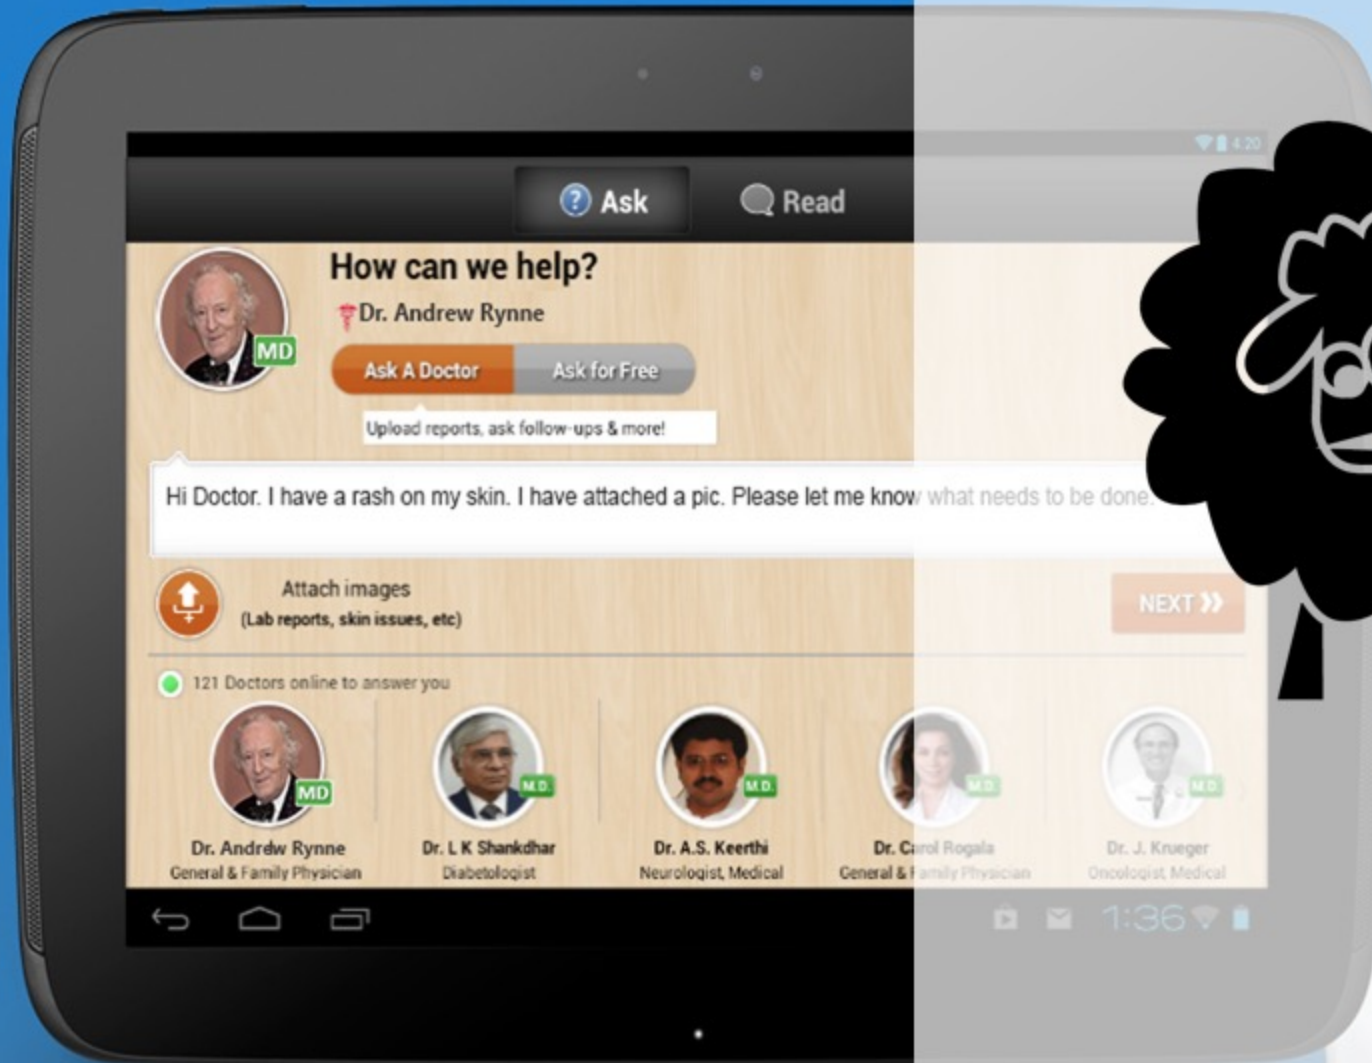 4:20
Ask
Read
How can we help?
Dr. Andrew Rynne
MD
Ask A Doctor
Ask for Free
Upload reports, ask follow-ups & more!
Hi Doctor. I have a rash on my skin. I have attached a pic. Please let me know what needs to be done.
Attach images
(Lab reports, skin issues, etc)
NEXT
121 Doctors online to answer you
MD M.D. M.D. M.D. M.D.
Dr. Andrew Rynne Dr. L K Shankdhar Dr. A.S. Keerthi Dr. Carol Rogala Dr. J. Krueger
General & Family Physician Diabetologist Neurologist, Medical General & Family Physician Oncologist, Medical
1:36